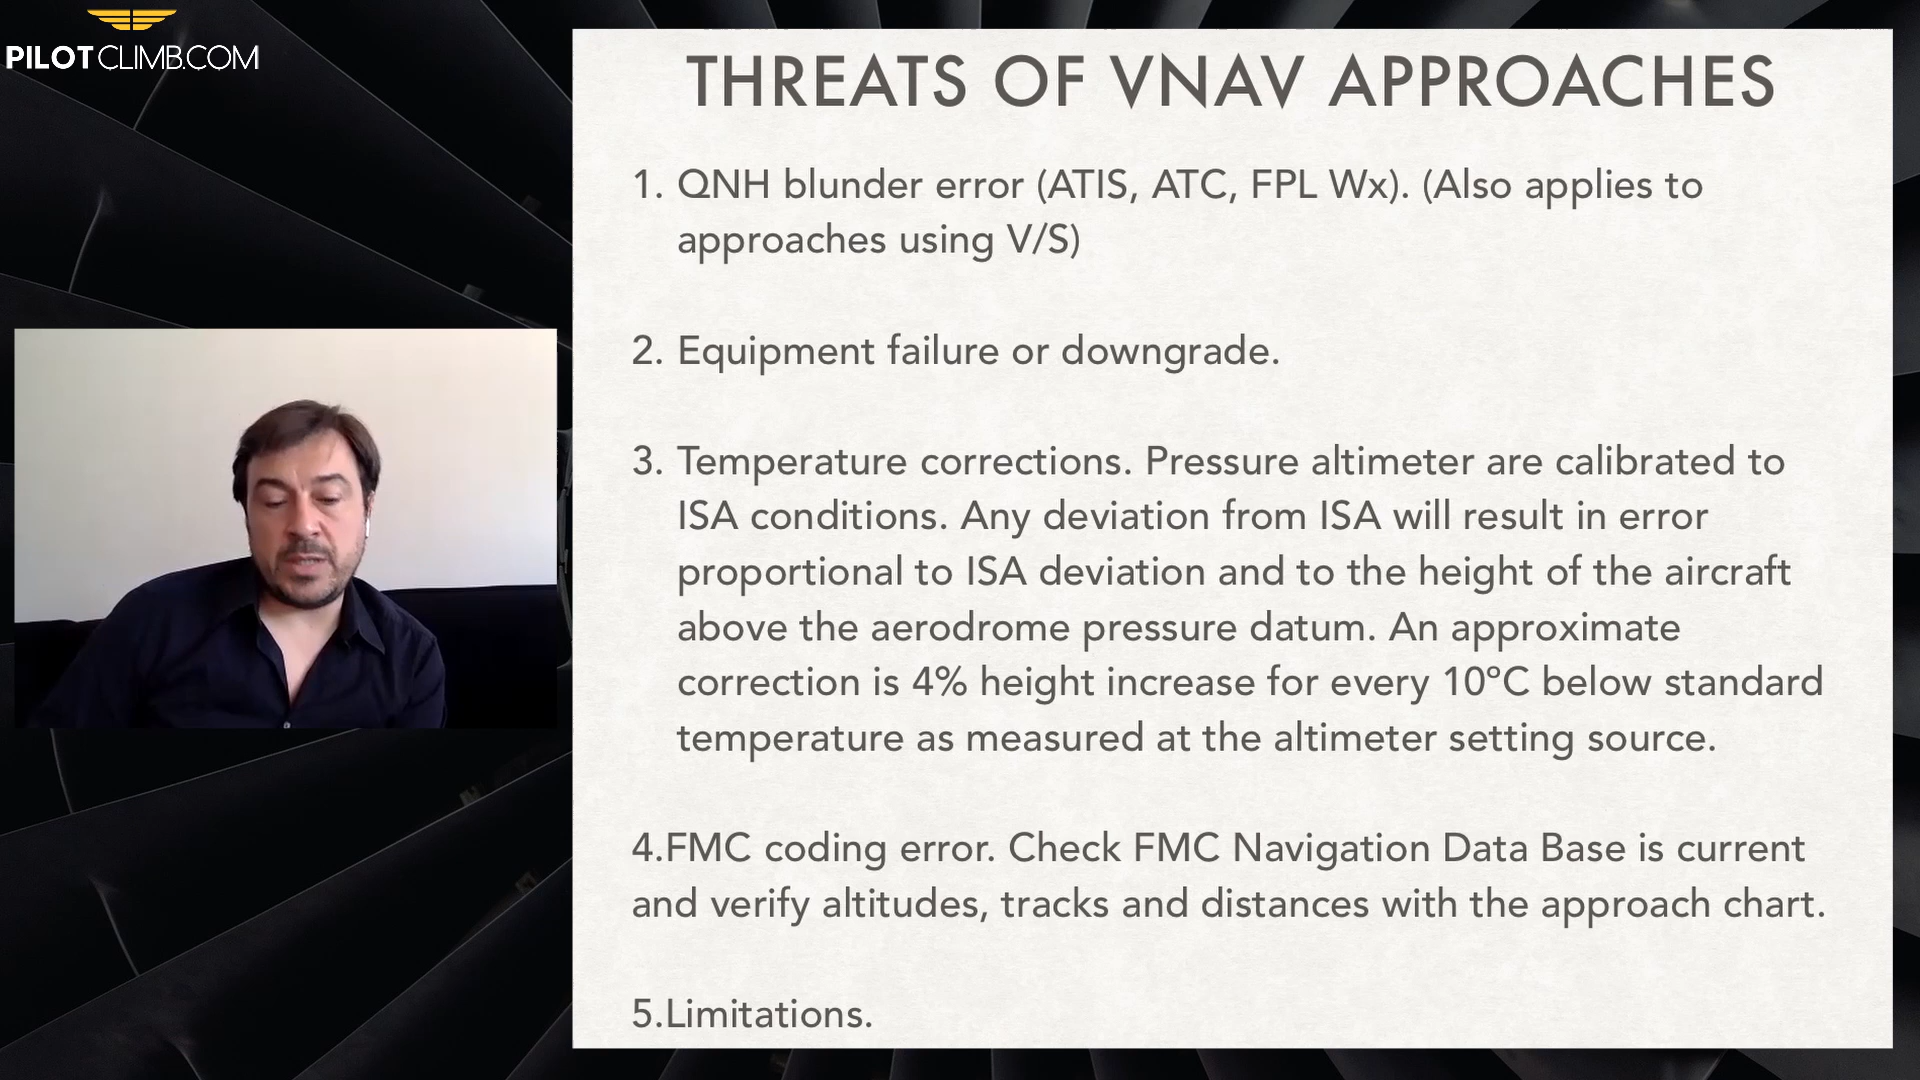 PILOTCLIMB.COM
THREATS OF VNAV APPROACHES
1. QNH blunder error (ATIS, ATC, FPL Wx). (Also applies to
approaches using V/S)
2. Equipment failure or downgrade.
3. Temperature corrections. Pressure altimeter are calibrated to
ISA conditions. Any deviation from ISA will result in error
proportional to ISA deviation and to the height of the aircraft
above the aerodrome pressure datum. An approximate
correction is 4% height increase for every 10ºC below standard
temperature as measured at the altimeter setting source.
4.FMC coding error. Check FMC Navigation Data Base is current
and verify altitudes, tracks and distances with the approach chart.
5.Limitations.